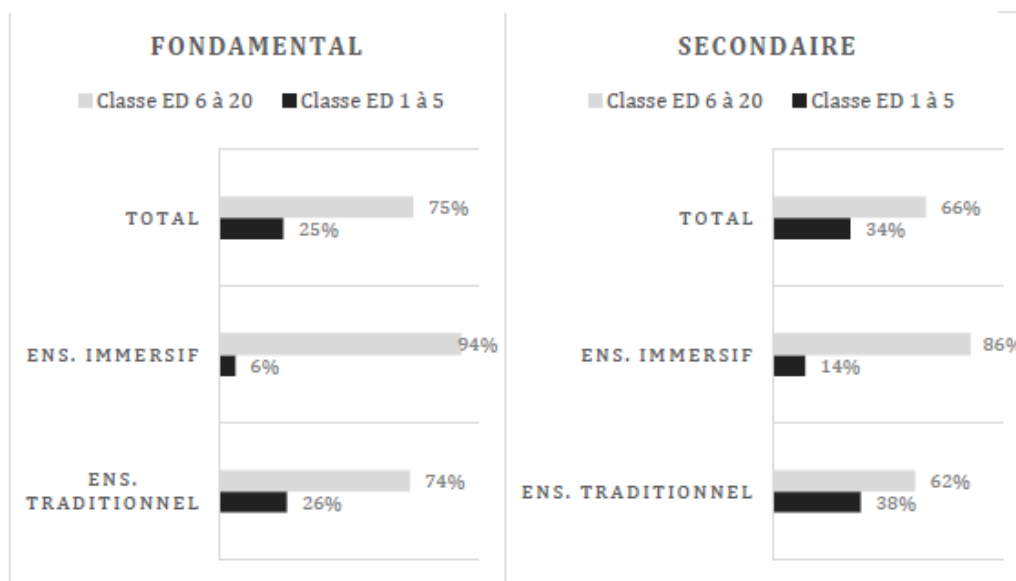 FONDAMENTAL
Classe ED 6 à 20 Classe ED 1 à 5
TOTAL
75%
25%
ENS. IMMERSIF
94%
6%
ENS.
TRADITIONNEL
74%
26%
SECONDAIRE
Classe ED 6 à 20 Classe ED 1 à 5
TOTAL
66%
34%
ENS. IMMERSIF
86%
14%
ENS. TRADITIONNEL
62%
38%